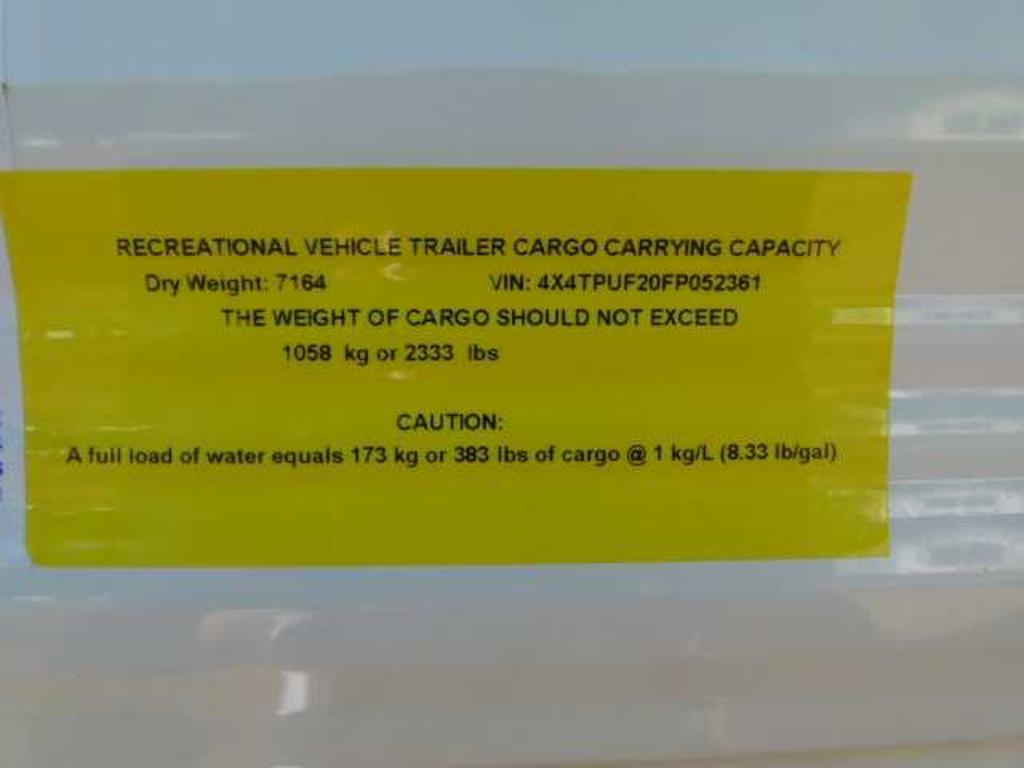 RECREATIONAL VEHICLE TRAILER CARGO CARRYING CAPACITY
Dry Weight: 7164 VIN: 4X4TPUF20FP052361
THE WEIGHT OF CARGO SHOULD NOT EXCEED
1058 kg or 2333 lbs
CAUTION:
A full load of water equals 173 kg or 383 lbs of cargo @ 1 kg/L (8.33 lb/gal)